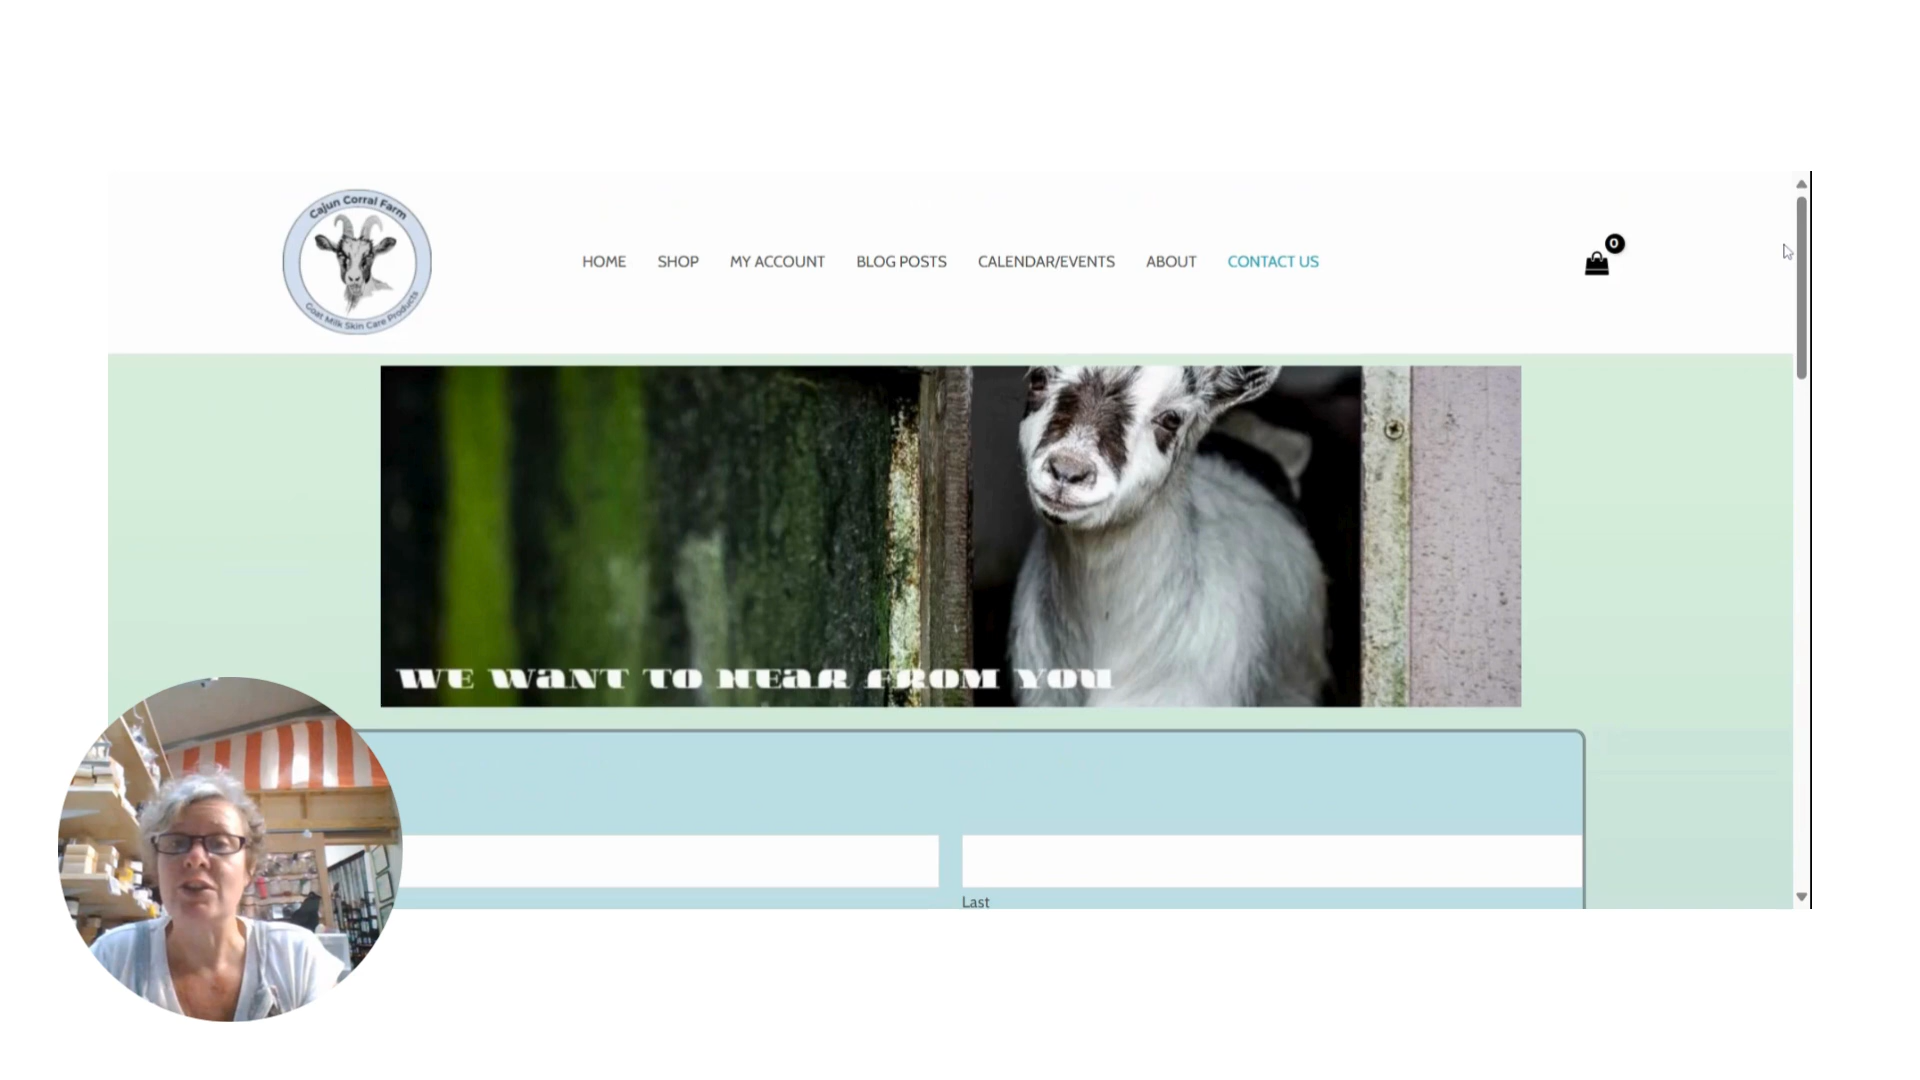 Cajun Corral Farm
Goat Milk Skin Care Products
HOME SHOP MY ACCOUNT BLOG POSTS CALENDAR/EVENTS ABOUT CONTACT US
0
WE WANT TO HEAR FROM YOU
Last